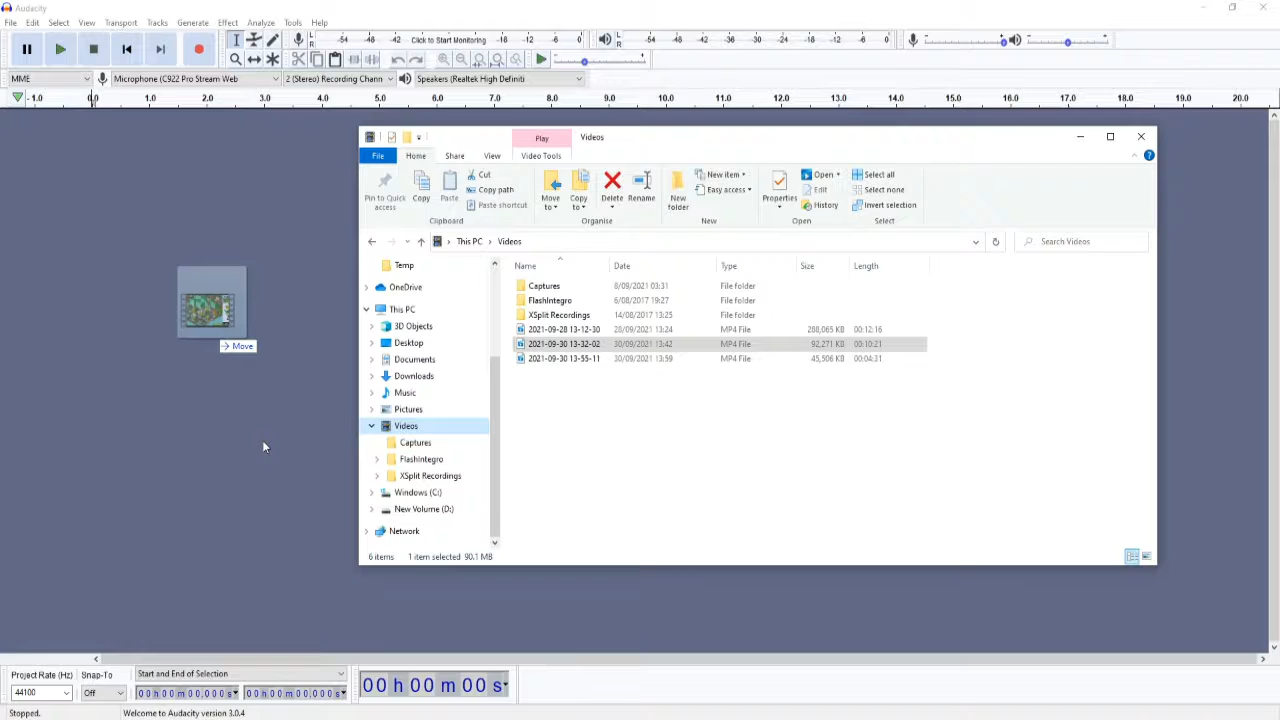 Audacity
File Edit Select View Transport Tracks Generate Effect Analyze Tools Help
L R -54 -48 -42 Click to Start Monitoring -18 -12 -6 0
L R -54 -48 -42 -36 -30 -24 -18 -12 -6 0
MME Microphone (C922 Pro Stream Web 2 (Stereo) Recording Chann Speakers (Realtek High Definiti
-1.0 0.0 1.0 2.0 3.0 4.0 5.0 6.0 7.0 8.0 9.0 10.0 11.0 12.0 13.0 14.0 15.0 16.0 17.0 18.0 19.0 20.0
Play Videos
File Home Share View Video Tools
Pin to Quick access
Copy
Paste
Cut
Copy path
Paste shortcut
Clipboard
Move to
Copy to
Delete
Rename
Organise
New folder
New item
Easy access
New
Properties
Open
Edit
History
Open
Select all
Select none
Invert selection
Select
This PC Videos
Search Videos
Name Date Type Size Length
Captures 8/09/2021 03:31 File folder
FlashIntegro 6/08/2017 19:27 File folder
XSplit Recordings 14/08/2017 13:25 File folder
2021-09-28 13-12-30 28/09/2021 13:24 MP4 File 288,065 KB 00:12:16
2021-09-30 13-32-02 30/09/2021 13:42 MP4 File 92,271 KB 00:10:21
2021-09-30 13-55-11 30/09/2021 13:59 MP4 File 45,506 KB 00:04:31
Temp
OneDrive
This PC
3D Objects
Desktop
Documents
Downloads
Music
Pictures
Videos
Captures
FlashIntegro
XSplit Recordings
Windows (C:)
New Volume (D:)
Network
6 items 1 item selected 90.1 MB
Move
Project Rate (Hz) Snap-To Start and End of Selection
44100 Off 00h00m00.000s 00h00m00.000s
00 h 00 m 00 s
Stopped. Welcome to Audacity version 3.0.4